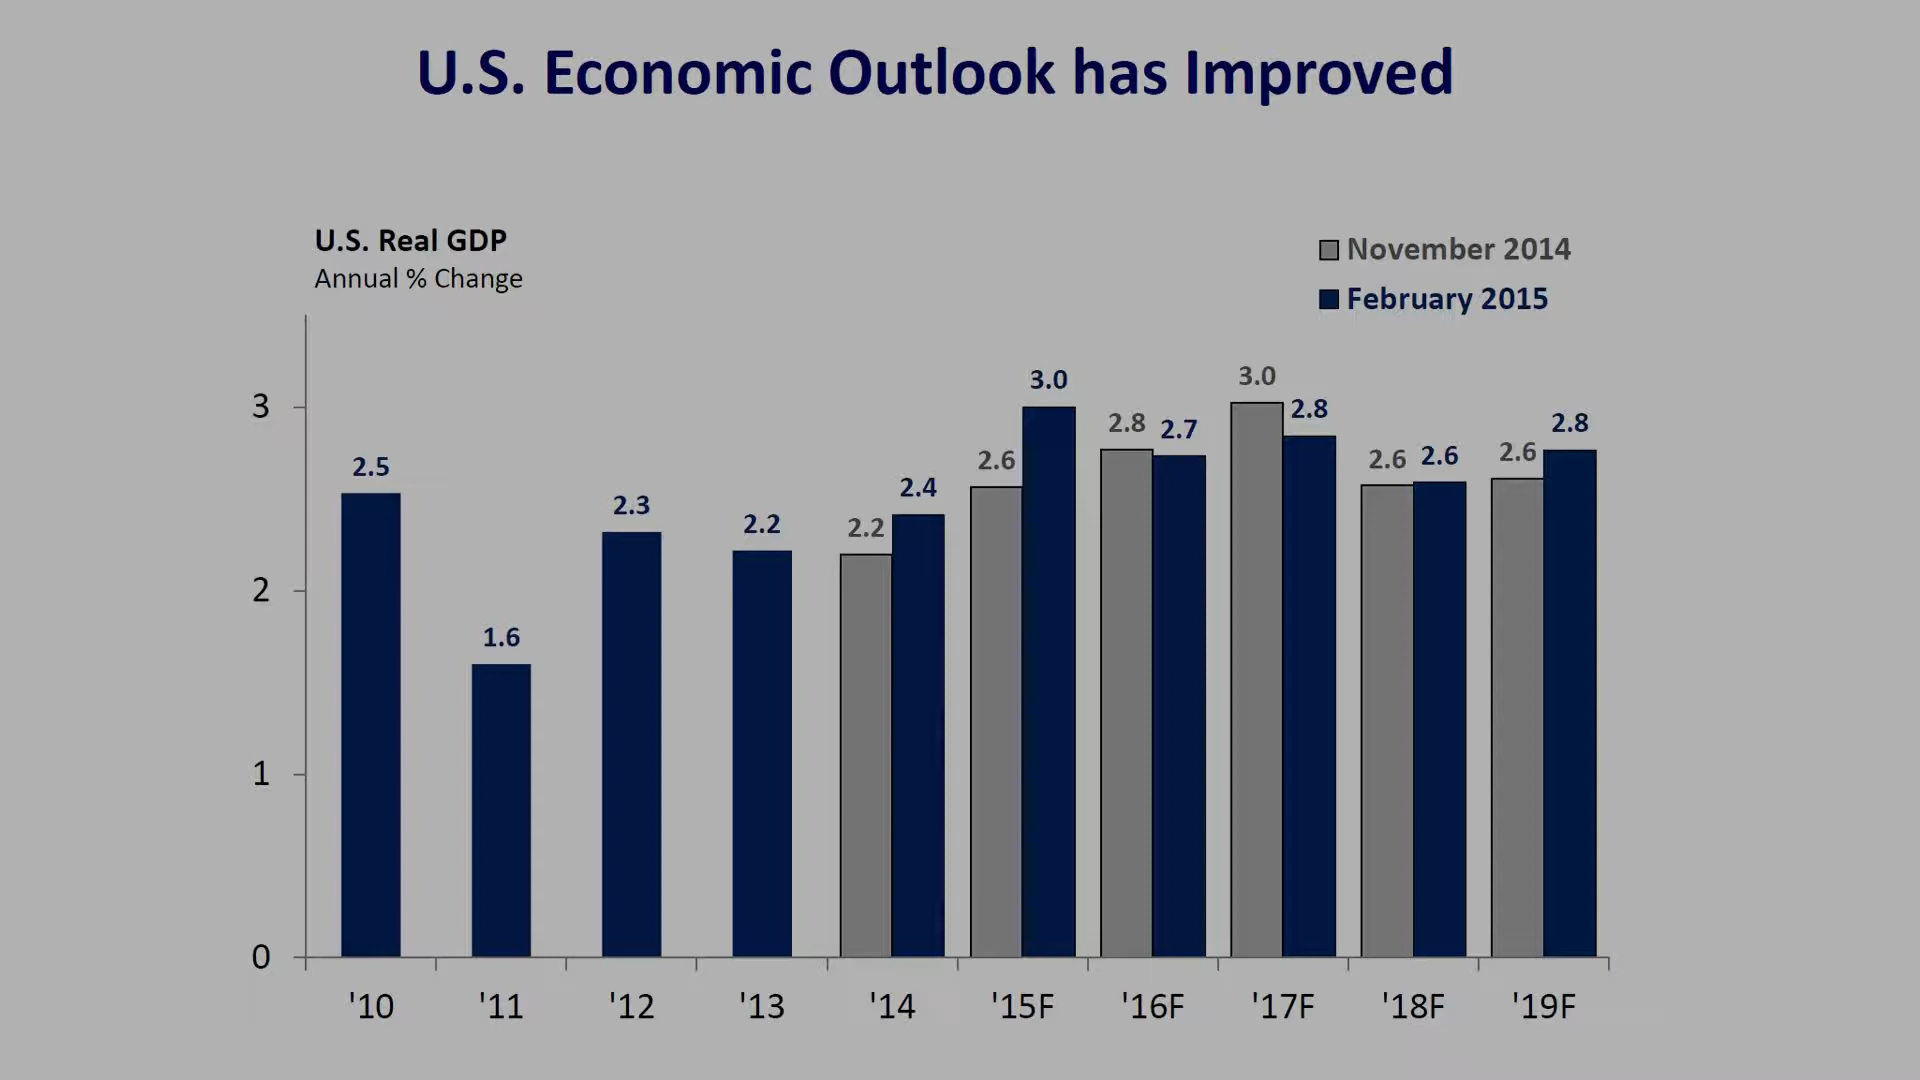 U.S. Economic Outlook has Improved
U.S. Real GDP
Annual % Change
November 2014
February 2015
3
2
1
0
2.5
1.6
2.3
2.2
2.2
2.4
2.6
3.0
2.8
2.7
3.0
2.8
2.6
2.6
2.6
2.8
'10
'11
'12
'13
'14
'15F
'16F
'17F
'18F
'19F